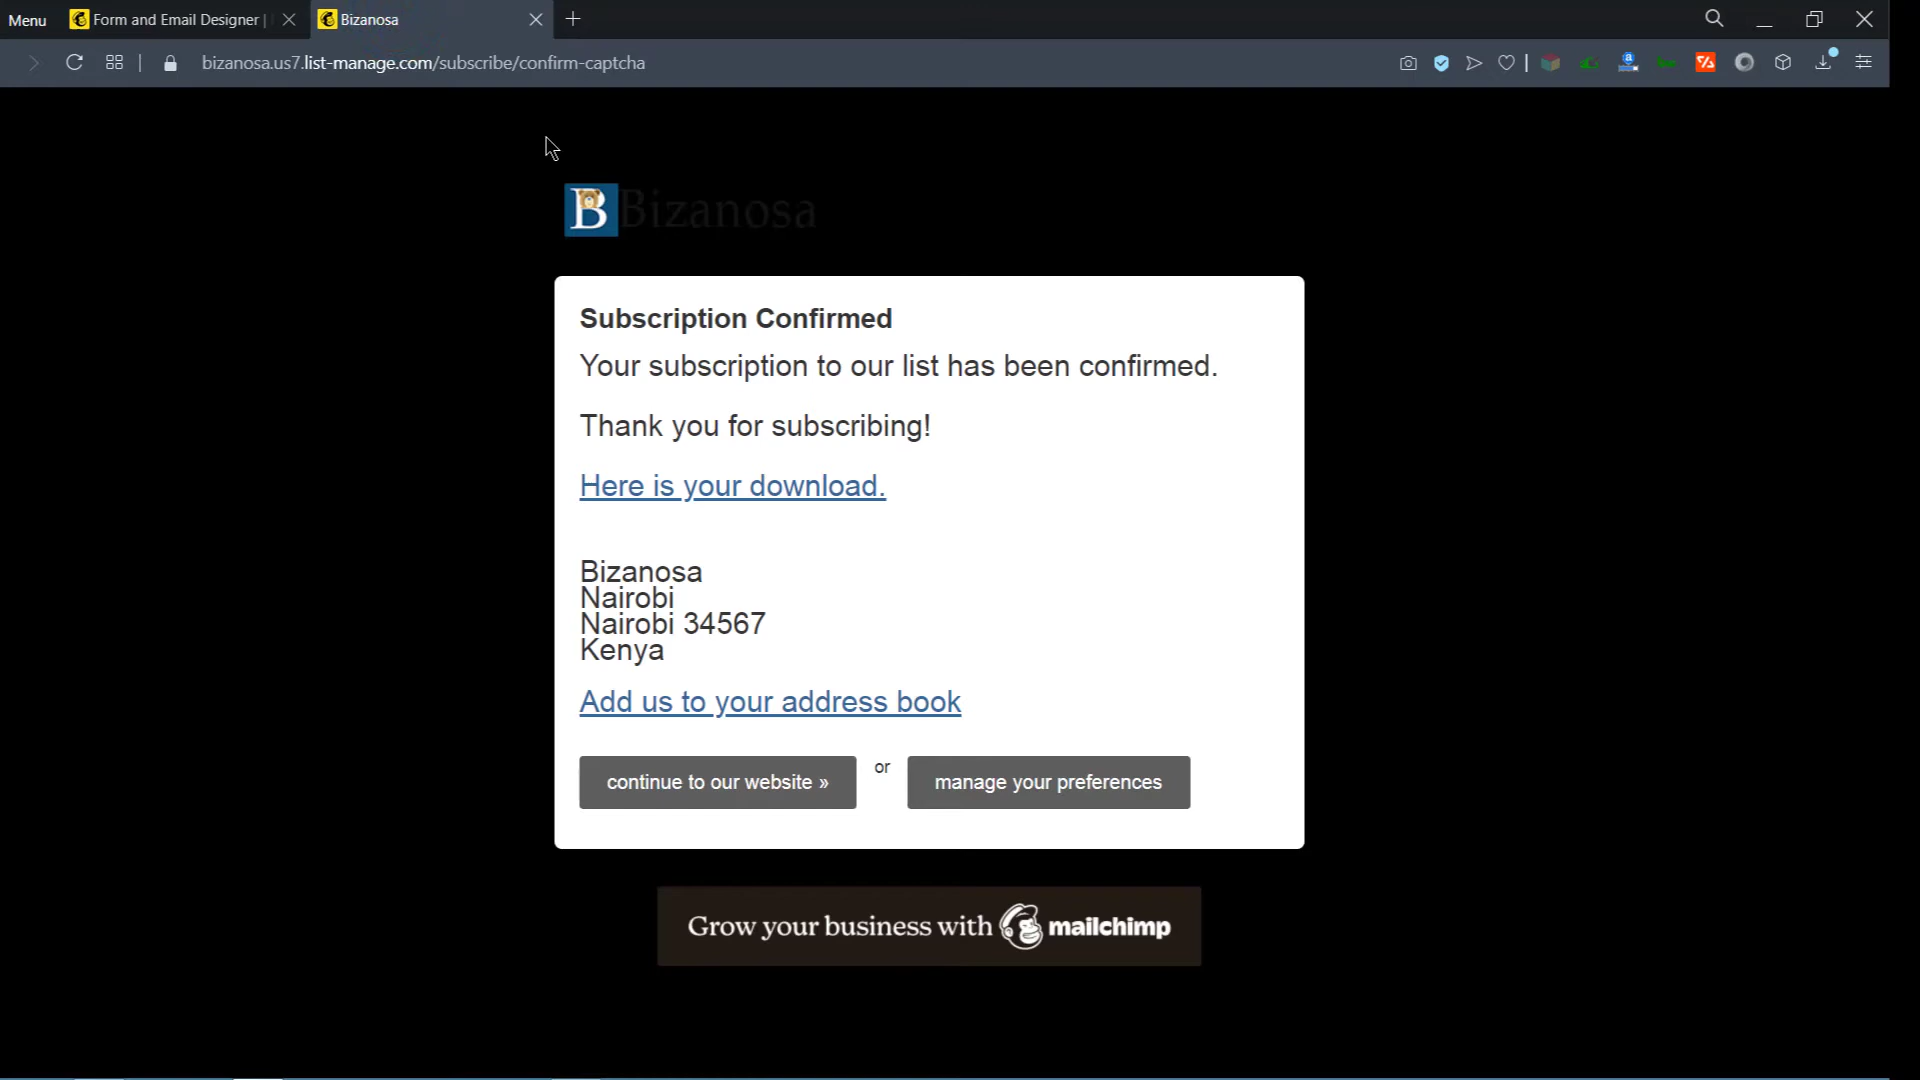 Menu
Form and Email Designer |
Bizanosa
bizanosa.us7.list-manage.com/subscribe/confirm-captcha
B Bizanosa
Subscription Confirmed
Your subscription to our list has been confirmed.
Thank you for subscribing!
Here is your download.
Bizanosa
Nairobi
Nairobi 34567
Kenya
Add us to your address book
continue to our website »
or
manage your preferences
Grow your business with mailchimp